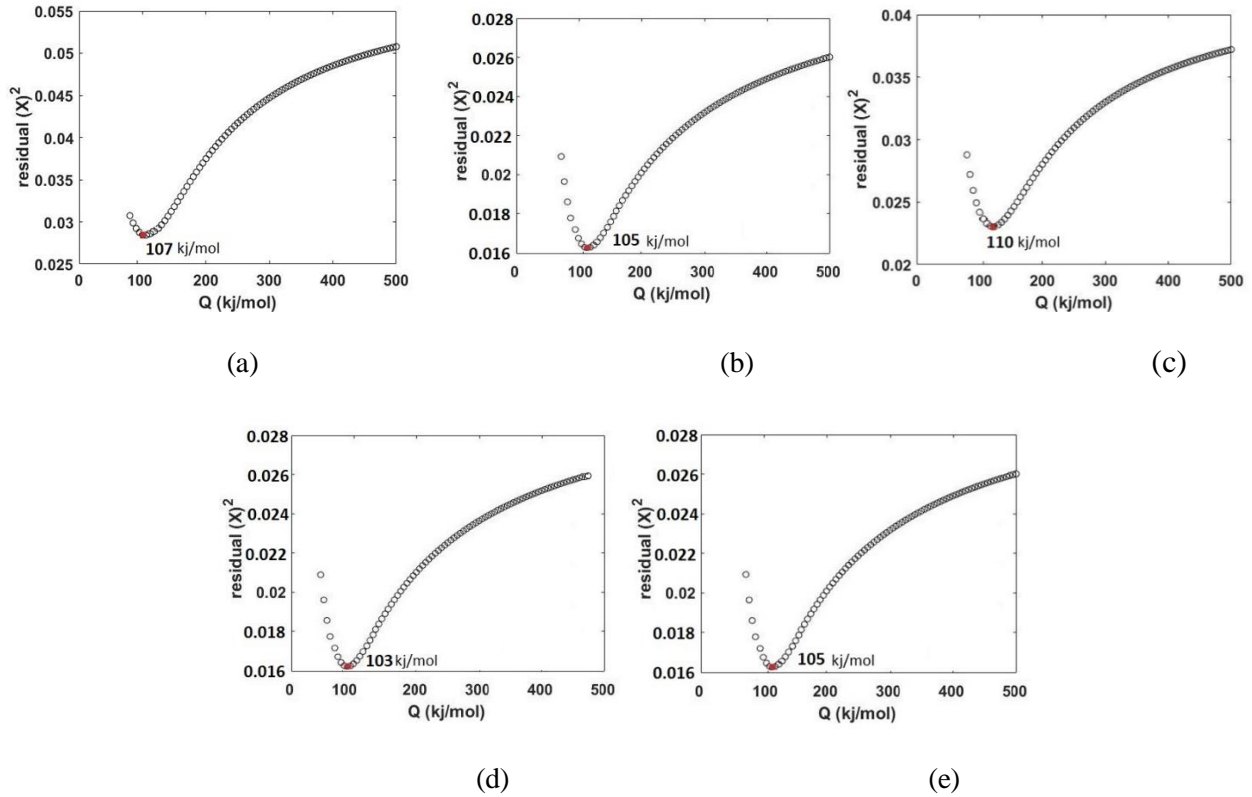 0.055
0.05
0.045
0.04
0.035
0.03
0.025
residual (X)^2
107 kj/mol
0 100 200 300 400 500
Q (kj/mol)
(a)
0.028
0.026
0.024
0.022
0.02
0.018
0.016
residual (X)^2
105 kj/mol
0 100 200 300 400 500
Q (kj/mol)
(b)
0.04
0.035
0.03
0.025
0.02
residual (X)^2
110 kj/mol
0 100 200 300 400 500
Q (kj/mol)
(c)
0.028
0.026
0.024
0.022
0.02
0.018
0.016
residual (X)^2
103 kj/mol
0 100 200 300 400 500
Q (kj/mol)
(d)
0.028
0.026
0.024
0.022
0.02
0.018
0.016
residual (X)^2
105 kj/mol
0 100 200 300 400 500
Q (kj/mol)
(e)